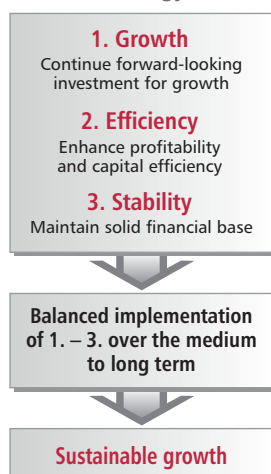 1. Growth
Continue forward-looking
investment for growth
2. Efficiency
Enhance profitability
and capital efficiency
3. Stability
Maintain solid financial base
Balanced implementation
of 1. – 3. over the medium
to long term
Sustainable growth